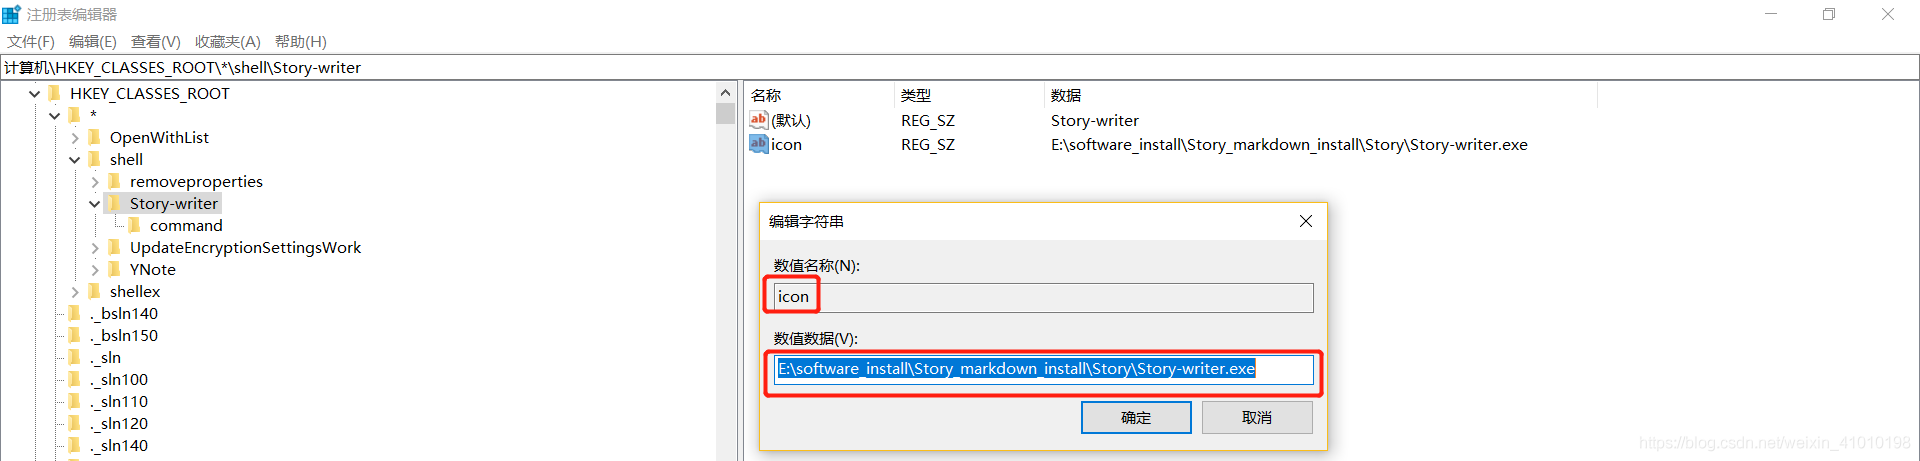 注册表编辑器
文件(F) 编辑(E) 查看(V) 收藏夹(A) 帮助(H)
计算机\HKEY_CLASSES_ROOT\*\shell\Story-writer
HKEY_CLASSES_ROOT
*
OpenWithList
shell
removeproperties
Story-writer
command
UpdateEncryptionSettingsWork
YNote
shellex
._bsln140
._bsln150
._sln
._sln100
._sln110
._sln120
._sln140
名称 类型 数据
ab (默认) REG_SZ Story-writer
ab icon REG_SZ E:\software_install\Story_markdown_install\Story\Story-writer.exe
编辑字符串
数值名称(N):
icon
数值数据(V):
E:\software_install\Story_markdown_install\Story\Story-writer.exe
确定 取消
https://blog.csdn.net/weixin_41010198